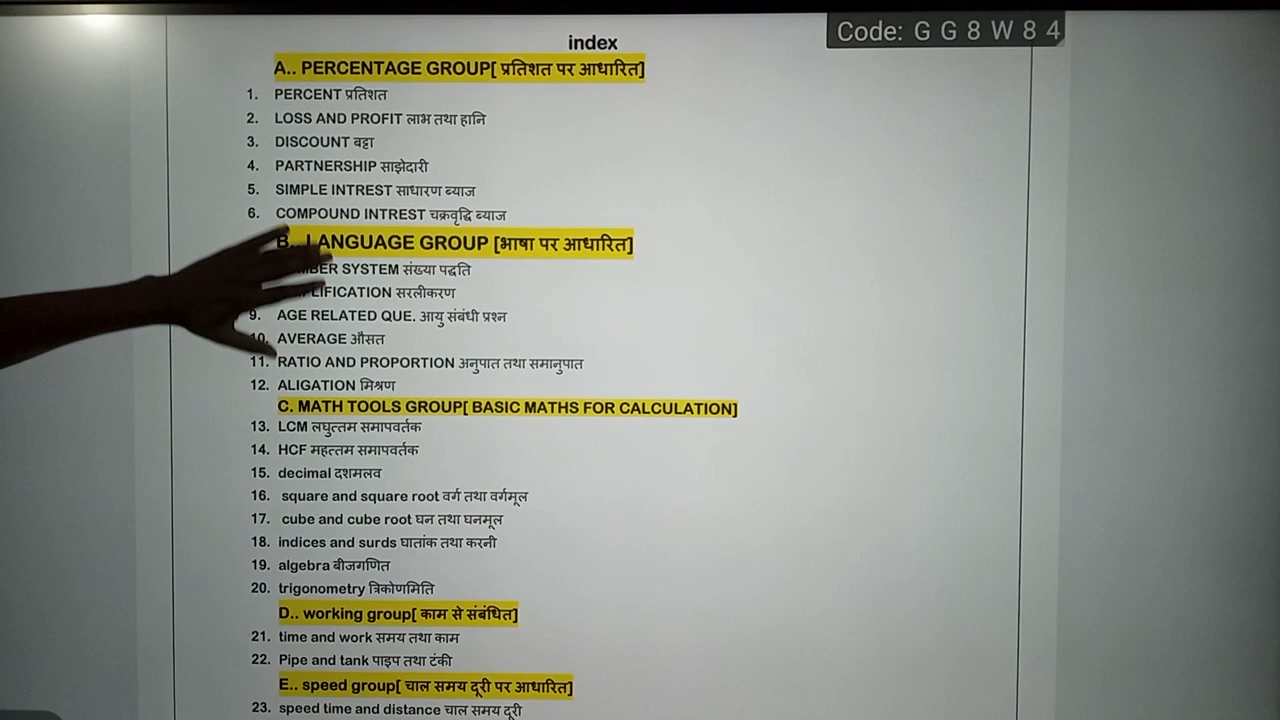 Code: G G 8 W 8 4
index
A.. PERCENTAGE GROUP[ प्रतिशत पर आधारित]
1. PERCENT प्रतिशत
2. LOSS AND PROFIT लाभ तथा हानि
3. DISCOUNT बट्टा
4. PARTNERSHIP साझेदारी
5. SIMPLE INTREST साधारण ब्याज
6. COMPOUND INTREST चक्रवृद्धि ब्याज
B.. LANGUAGE GROUP [भाषा पर आधारित]
SYSTEM संख्या पद्धति
सरलीकरण
9. AGE RELATED QUE. आयु संबंधी प्रश्न
10. AVERAGE औसत
11. RATIO AND PROPORTION अनुपात तथा समानुपात
12. ALIGATION मिश्रण
C. MATH TOOLS GROUP[ BASIC MATHS FOR CALCULATION]
13. LCM लघुत्तम समापवर्तक
14. HCF महत्तम समापवर्तक
15. decimal दशमलव
16. square and square root वर्ग तथा वर्गमूल
17. cube and cube root घन तथा घनमूल
18. indices and surds घातांक तथा करनी
19. algebra बीजगणित
20. trigonometry त्रिकोणमिति
D.. working group[ काम से संबंधित]
21. time and work समय तथा काम
22. Pipe and tank पाइप तथा टंकी
E.. speed group[ चाल समय दूरी पर आधारित]
23. speed time and distance चाल समय दूरी